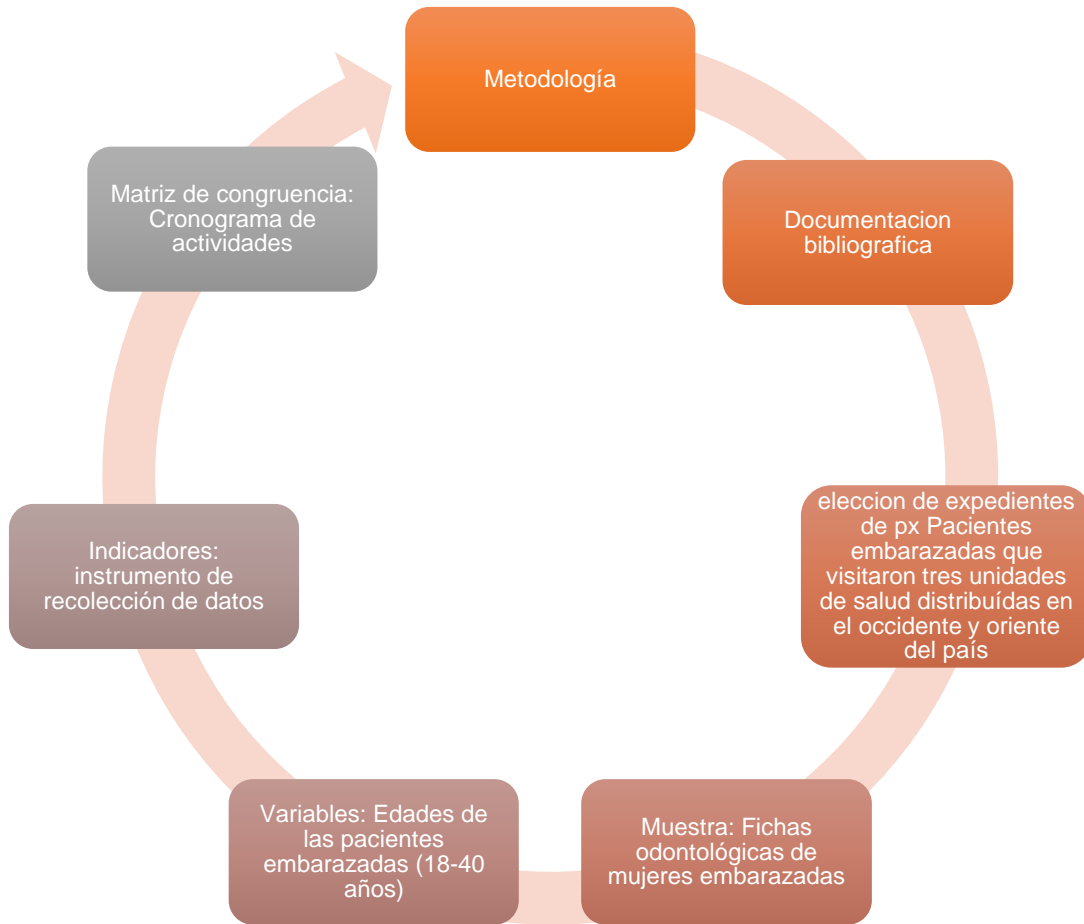 Metodología
Documentacion
bibliografica
eleccion de expedientes
de px Pacientes
embarazadas que
visitaron tres unidades
de salud distribuídas en
el occidente y oriente
del país
Muestra: Fichas
odontológicas de
mujeres embarazadas
Variables: Edades de
las pacientes
embarazadas (18-40
años)
Indicadores:
instrumento de
recolección de datos
Matriz de congruencia:
Cronograma de
actividades